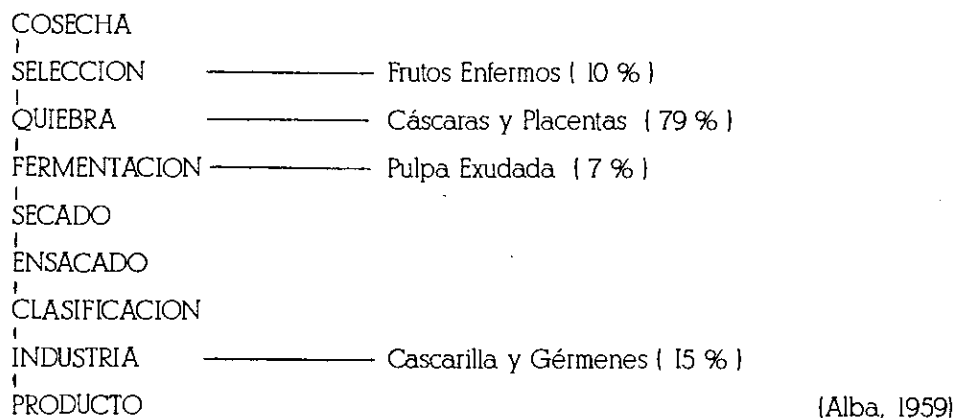 COSECHA
SELECCION Frutos Enfermos ( 10 % )
QUIEBRA Cáscaras y Placentas ( 79 % )
FERMENTACION Pulpa Exudada ( 7 % )
SECADO
ENSACADO
CLASIFICACION
INDUSTRIA Cascarilla y Gérmenes ( 15 % )
PRODUCTO (Alba, 1959)